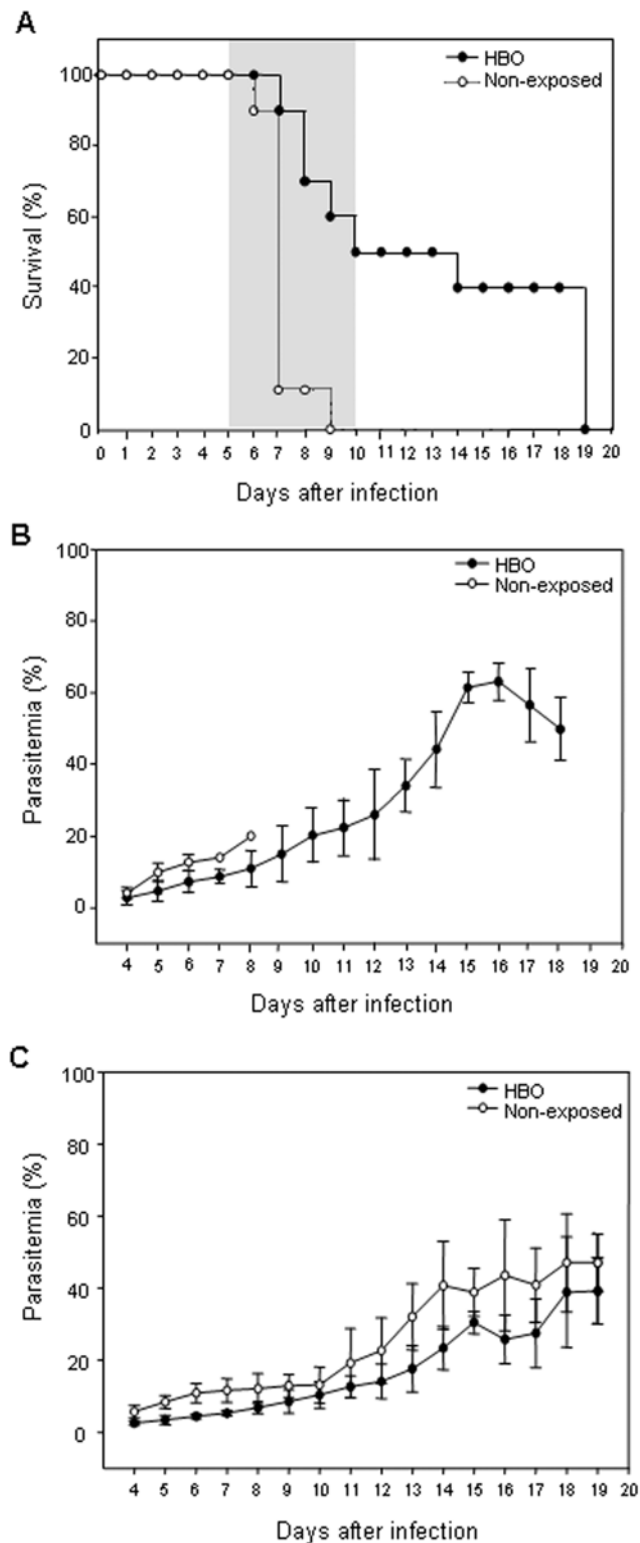 A
HBO
Non-exposed
100
80
60
40
20
0
Survival (%)
0 1 2 3 4 5 6 7 8 9 10 11 12 13 14 15 16 17 18 19 20
Days after infection
B
HBO
Non-exposed
100
80
60
40
20
0
Parasitemia (%)
4 5 6 7 8 9 10 11 12 13 14 15 16 17 18 19 20
Days after infection
C
HBO
Non-exposed
100
80
60
40
20
0
Parasitemia (%)
4 5 6 7 8 9 10 11 12 13 14 15 16 17 18 19 20
Days after infection